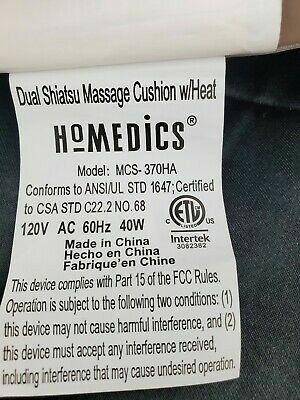 Dual Shiatsu Massage Cushion w/Heat
HoMEDICS®
Model: MCS-370HA
Conforms to ANSI/UL STD 1647; Certified
to CSA STD C22.2 NO. 68
120V AC 60Hz 40W
Made in China
Hecho en China
Fabriqué en Chine
ETL
CM
LISTED
US
Intertek
3082382
This device complies with Part 15 of the FCC Rules.
Operation is subject to the following two conditions: (1)
this device may not cause harmful interference, and (2)
this device must accept any interference received,
including interference that may cause undesired operation.